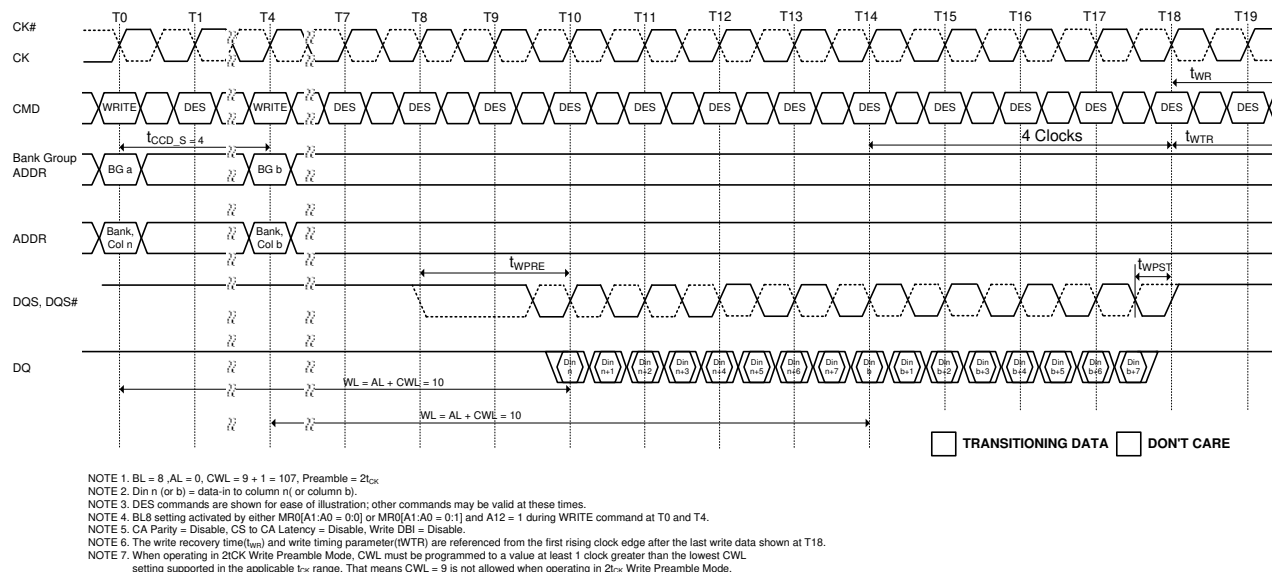 T0 T1 T4 T7 T8 T9 T10 T11 T12 T13 T14 T15 T16 T17 T18 T19
CK#
CK
tWR
CMD WRITE DES WRITE DES DES DES DES DES DES DES DES DES DES DES DES DES
tCCD_S = 4
4 Clocks
tWTR
Bank Group
ADDR
BG a BG b
ADDR
Bank, Col n
Bank, Col b
tWPRE
tWPST
DQS, DQS#
DQ
Din n Din n+1 Din n+2 Din n+3 Din n+4 Din n+5 Din n+6 Din n+7 Din b Din b+1 Din b+2 Din b+3 Din b+4 Din b+5 Din b+6 Din b+7
WL = AL + CWL = 10
WL = AL + CWL = 10
TRANSITIONING DATA DON'T CARE
NOTE 1. BL = 8 ,AL = 0, CWL = 9 + 1 = 107, Preamble = 2tCK
NOTE 2. Din n (or b) = data-in to column n( or column b).
NOTE 3. DES commands are shown for ease of illustration; other commands may be valid at these times.
NOTE 4. BL8 setting activated by either MR0[A1:A0 = 0:0] or MR0[A1:A0 = 0:1] and A12 = 1 during WRITE command at T0 and T4.
NOTE 5. CA Parity = Disable, CS to CA Latency = Disable, Write DBI = Disable.
NOTE 6. The write recovery time(tWR) and write timing parameter(tWTR) are referenced from the first rising clock edge after the last write data shown at T18.
NOTE 7. When operating in 2tCK Write Preamble Mode, CWL must be programmed to a value at least 1 clock greater than the lowest CWL
setting supported in the applicable tCK range. That means CWL = 9 is not allowed when operating in 2tCK Write Preamble Mode.